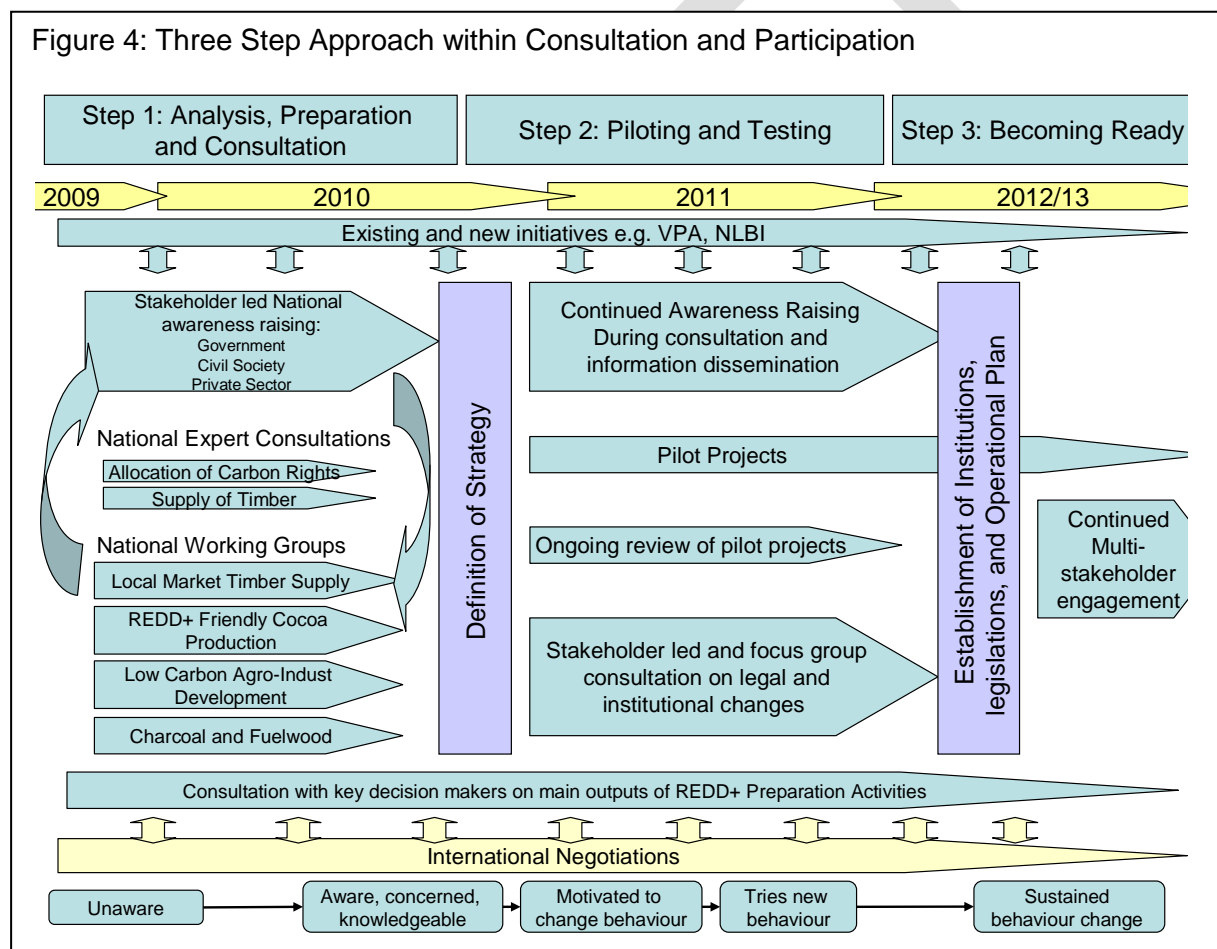 Figure 4: Three Step Approach within Consultation and Participation
Step 1: Analysis, Preparation
and Consultation
Step 2: Piloting and Testing
Step 3: Becoming Ready
2009
2010
2011
2012/13
Existing and new initiatives e.g. VPA, NLBI
Stakeholder led National
awareness raising:
Government
Civil Society
Private Sector
National Expert Consultations
Allocation of Carbon Rights
Supply of Timber
National Working Groups
Local Market Timber Supply
REDD+ Friendly Cocoa
Production
Low Carbon Agro-Indust
Development
Charcoal and Fuelwood
Definition of Strategy
Continued Awareness Raising
During consultation and
information dissemination
Pilot Projects
Ongoing review of pilot projects
Stakeholder led and focus group
consultation on legal and
institutional changes
Establishment of Institutions,
legislations, and Operational Plan
Continued
Multi-
stakeholder
engagement
Consultation with key decision makers on main outputs of REDD+ Preparation Activities
International Negotiations
Unaware
Aware, concerned,
knowledgeable
Motivated to
change behaviour
Tries new
behaviour
Sustained
behaviour change